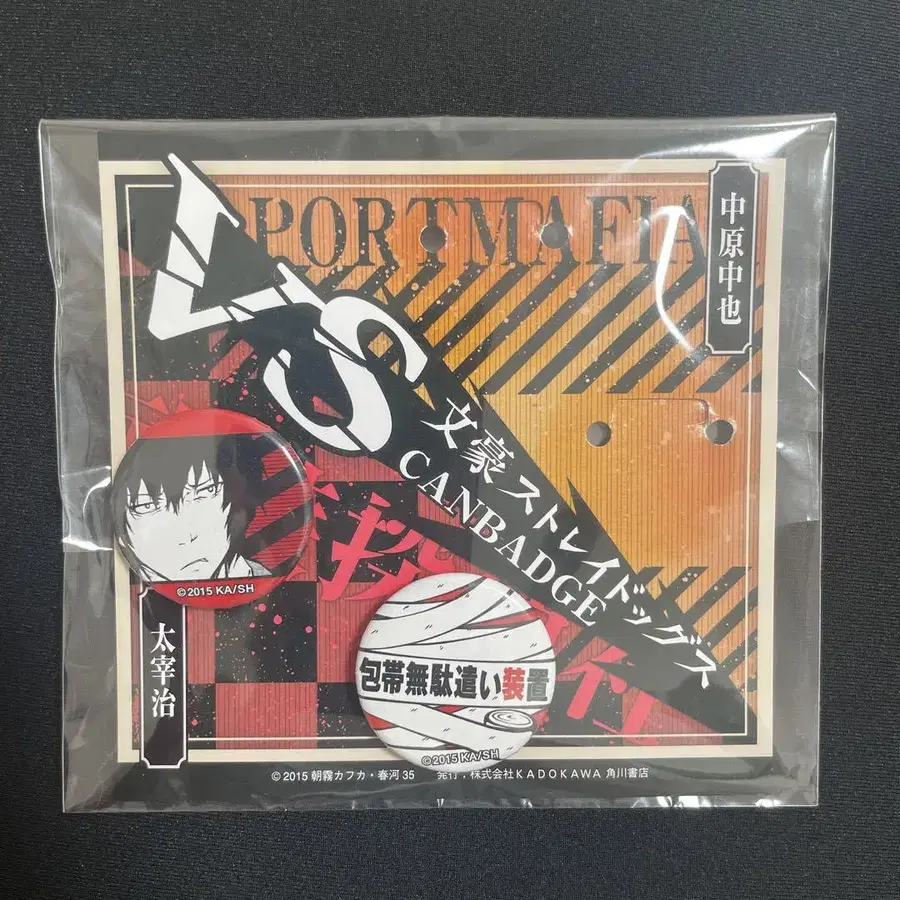 PORTMAFIA
中原中也
VS
文豪ストレイドッグス
CANBADGE
©2015 KA/SH
太宰治
包帯無駄遣い装置
©2015 KA/SH
©2015 朝霧カフカ・春河35 発行:株式会社KADOKAWA 角川書店